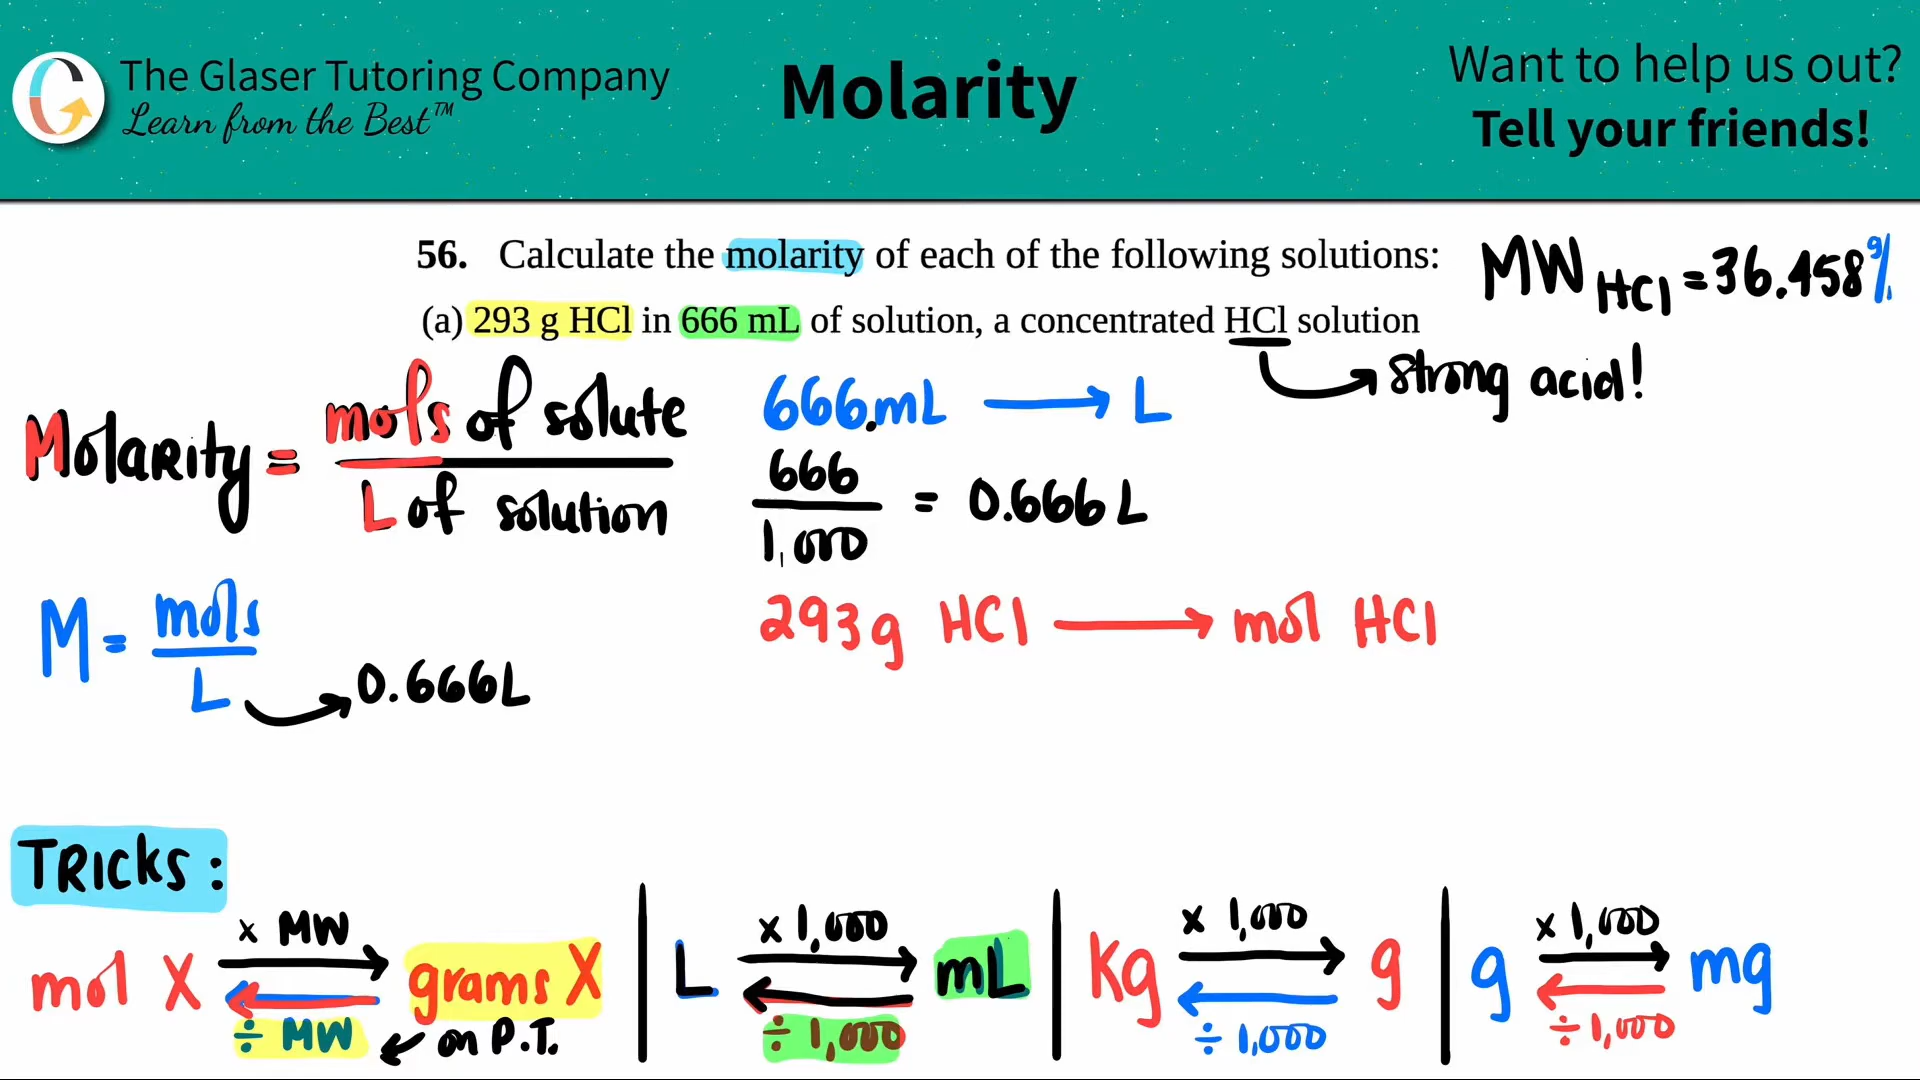 The Glaser Tutoring Company
Learn from the Best™
Molarity
Want to help us out?
Tell your friends!
56. Calculate the molarity of each of the following solutions:
(a) 293 g HCl in 666 mL of solution, a concentrated HCl solution
MW HCl = 36.458 g/
strong acid!
Molarity = mols of solute
L of solution
666.mL → L
666
1,000
= 0.666 L
293g HCl → mol HCl
M = mols
L
0.666L
TRICKS:
mol X
x MW
÷ MW
grams X
on P.T.
L
x 1,000
÷ 1,000
mL
kg
x 1,000
÷ 1,000
g
g
x 1,000
÷ 1,000
mg